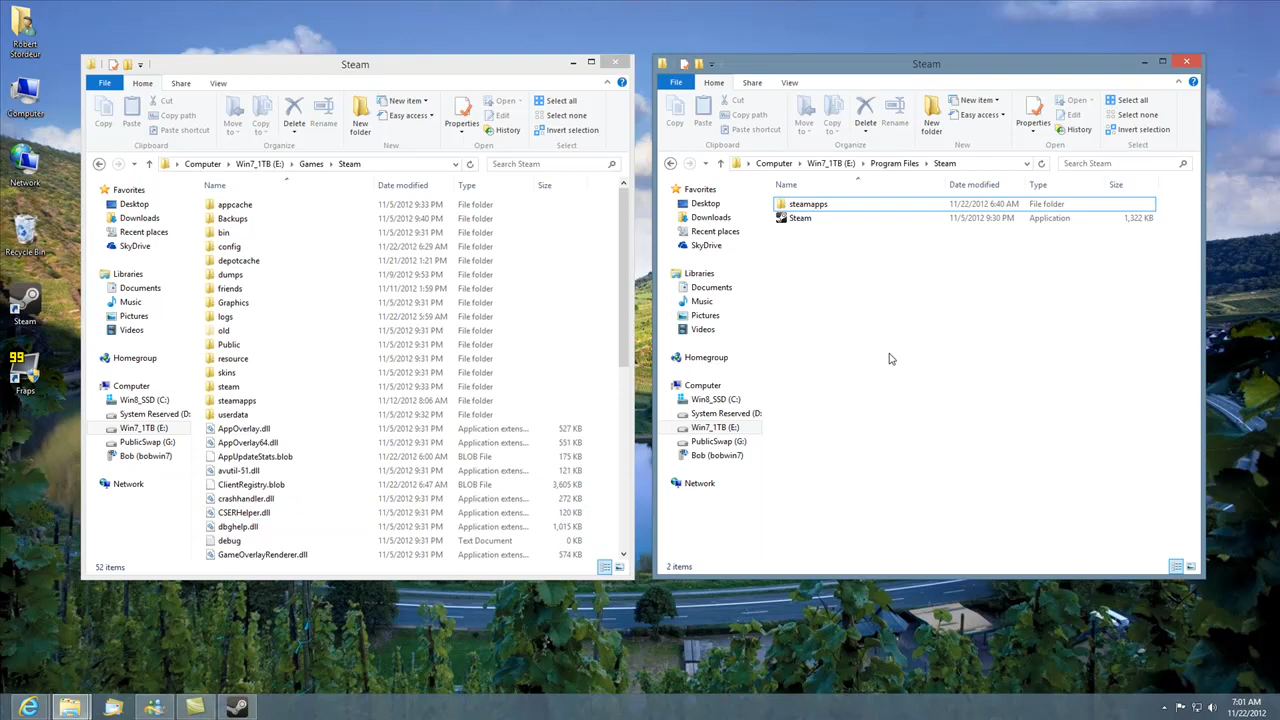 Robert Stordeur
Computer
Network
Recycle Bin
Steam
99
Fraps
Steam
File Home Share View
Copy Paste Cut Copy path Paste shortcut
Move to Copy to Delete Rename
New folder New item Easy access
Properties Open Edit History
Select all Select none Invert selection
Clipboard Organize New Open Select
Computer Win7_1TB (E:) Games Steam Search Steam
Favorites
Desktop
Downloads
Recent places
SkyDrive
Libraries
Documents
Music
Pictures
Videos
Homegroup
Computer
Win8_SSD (C:)
System Reserved (D:
Win7_1TB (E:)
PublicSwap (G:)
Bob (bobwin7)
Network
Name Date modified Type Size
appcache 11/5/2012 9:33 PM File folder
Backups 11/5/2012 9:40 PM File folder
bin 11/5/2012 9:31 PM File folder
config 11/22/2012 6:29 AM File folder
depotcache 11/21/2012 1:21 PM File folder
dumps 11/9/2012 9:53 PM File folder
friends 11/11/2012 1:59 PM File folder
Graphics 11/5/2012 9:31 PM File folder
logs 11/22/2012 5:59 AM File folder
old 11/5/2012 9:31 PM File folder
Public 11/5/2012 9:31 PM File folder
resource 11/5/2012 9:31 PM File folder
skins 11/5/2012 9:31 PM File folder
steam 11/5/2012 9:33 PM File folder
steamapps 11/12/2012 8:06 AM File folder
userdata 11/5/2012 9:32 PM File folder
AppOverlay.dll 11/5/2012 9:31 PM Application extens... 527 KB
AppOverlay64.dll 11/5/2012 9:31 PM Application extens... 551 KB
AppUpdateStats.blob 11/22/2012 6:00 AM BLOB File 175 KB
avutil-51.dll 11/5/2012 9:31 PM Application extens... 121 KB
ClientRegistry.blob 11/22/2012 6:47 AM BLOB File 3,605 KB
crashhandler.dll 11/5/2012 9:31 PM Application extens... 272 KB
CSERHelper.dll 11/5/2012 9:31 PM Application extens... 120 KB
dbghelp.dll 11/5/2012 9:31 PM Application extens... 1,015 KB
debug 11/5/2012 9:31 PM Text Document 0 KB
GameOverlayRenderer.dll 11/5/2012 9:31 PM Application extens... 574 KB
52 items
Steam
File Home Share View
Copy Paste Cut Copy path Paste shortcut
Move to Copy to Delete Rename
New folder New item Easy access
Properties Open Edit History
Select all Select none Invert selection
Clipboard Organize New Open Select
Computer Win7_1TB (E:) Program Files Steam Search Steam
Favorites
Desktop
Downloads
Recent places
SkyDrive
Libraries
Documents
Music
Pictures
Videos
Homegroup
Computer
Win8_SSD (C:)
System Reserved (D:
Win7_1TB (E:)
PublicSwap (G:)
Bob (bobwin7)
Network
Name Date modified Type Size
steamapps 11/22/2012 6:40 AM File folder
Steam 11/5/2012 9:30 PM Application 1,322 KB
2 items
7:01 AM
11/22/2012